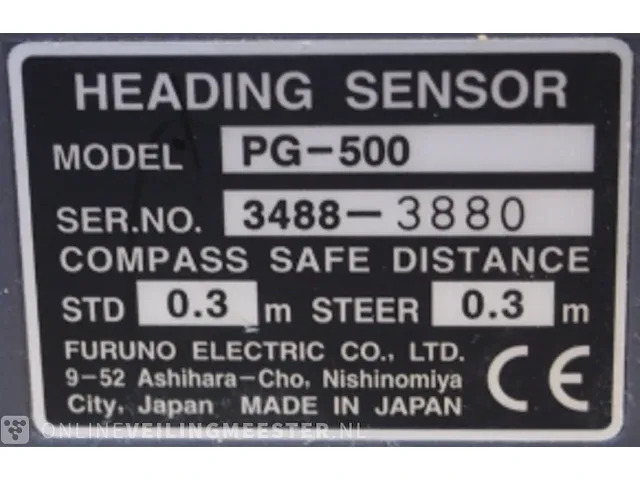 HEADING SENSOR
MODEL PG-500
SER.NO. 3488-3880
COMPASS SAFE DISTANCE
STD 0.3 m STEER 0.3 m
FURUNO ELECTRIC CO., LTD.
9-52 Ashihara-Cho, Nishinomiya
City, Japan MADE IN JAPAN
CE
ONLINEVEILINGMEESTER.NL